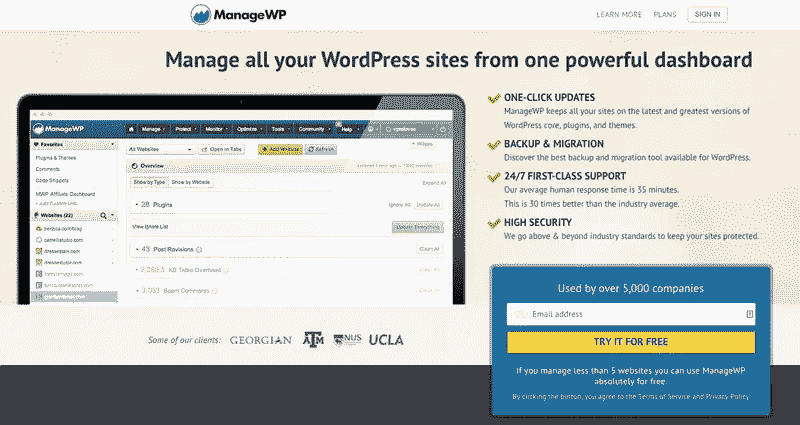 ManageWP
LEARN MORE
PLANS
SIGN IN
Manage all your WordPress sites from one powerful dashboard
ManageWP
Manage
Protect
Monitor
Optimize
Tools
Community
Help
Favorites
Plugins & Themes
Comments
Code Snippets
MWP Affiliate Dashboard
+ Add Custom Link
Websites (22)
All Websites
Open in Tabs
Add Website
Refresh
Overview
Show by Type
Show by Website
Expand All
28 Plugins
Ignore All
Update All
View Ignore List
Update Everything
43 Post Revisions
Clear All
Spam Comments
ONE-CLICK UPDATES
ManageWP keeps all your sites on the latest and greatest versions of
WordPress core, plugins, and themes.
BACKUP & MIGRATION
Discover the best backup and migration tool available for WordPress.
24/7 FIRST-CLASS SUPPORT
Our average human response time is 35 minutes.
This is 30 times better than the industry average.
HIGH SECURITY
We go above & beyond industry standards to keep your sites protected.
Some of our clients:
GEORGIAN
ATM
NUS
UCLA
Used by over 5,000 companies
Email address
TRY IT FOR FREE
If you manage less than 5 websites you can use ManageWP
absolutely for free.
By clicking the button, you agree to the Terms of Service and Privacy Policy